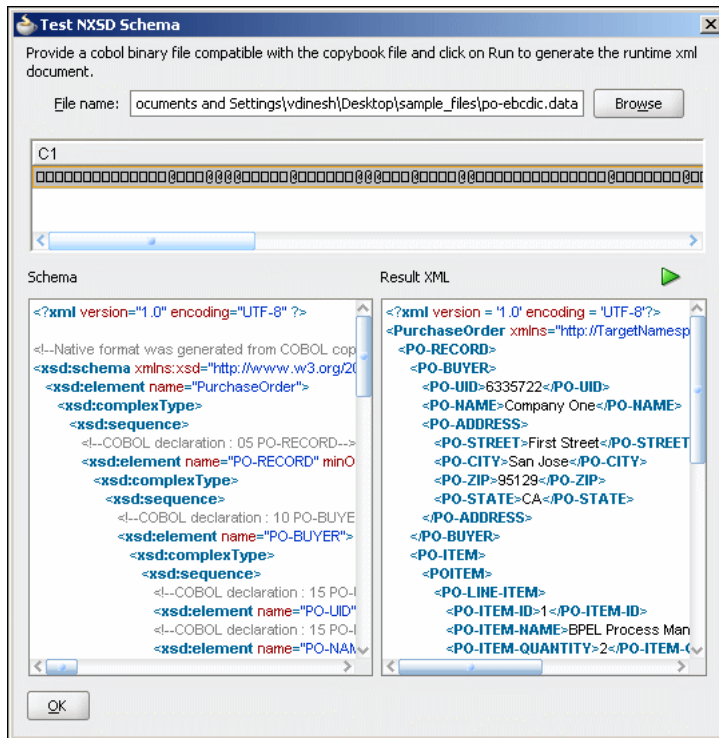 Test NXSD Schema
Provide a cobol binary file compatible with the copybook file and click on Run to generate the runtime xml
document.
File name: ocuments and Settings\vdinesh\Desktop\sample_files\po-ebcdic.data Browse
C1
Schema
<?xml version="1.0" encoding="UTF-8" ?>
<!--Native format was generated from COBOL cop
<xsd:schema xmlns:xsd="http://www.w3.org/20
<xsd:element name="PurchaseOrder">
<xsd:complexType>
<xsd:sequence>
<!--COBOL declaration : 05 PO-RECORD-->
<xsd:element name="PO-RECORD" minO
<xsd:complexType>
<xsd:sequence>
<!--COBOL declaration : 10 PO-BUYE
<xsd:element name="PO-BUYER">
<xsd:complexType>
<xsd:sequence>
<!--COBOL declaration : 15 PO-
<xsd:element name="PO-UID"
<!--COBOL declaration : 15 PO-
<xsd:element name="PO-NAM
Result XML
<?xml version = '1.0' encoding = 'UTF-8'?>
<PurchaseOrder xmlns="http://TargetNamesp
<PO-RECORD>
<PO-BUYER>
<PO-UID>6335722</PO-UID>
<PO-NAME>Company One</PO-NAME>
<PO-ADDRESS>
<PO-STREET>First Street</PO-STREET
<PO-CITY>San Jose</PO-CITY>
<PO-ZIP>95129</PO-ZIP>
<PO-STATE>CA</PO-STATE>
</PO-ADDRESS>
</PO-BUYER>
<PO-ITEM>
<POITEM>
<PO-LINE-ITEM>
<PO-ITEM-ID>1</PO-ITEM-ID>
<PO-ITEM-NAME>BPEL Process Man
<PO-ITEM-QUANTITY>2</PO-ITEM-
OK